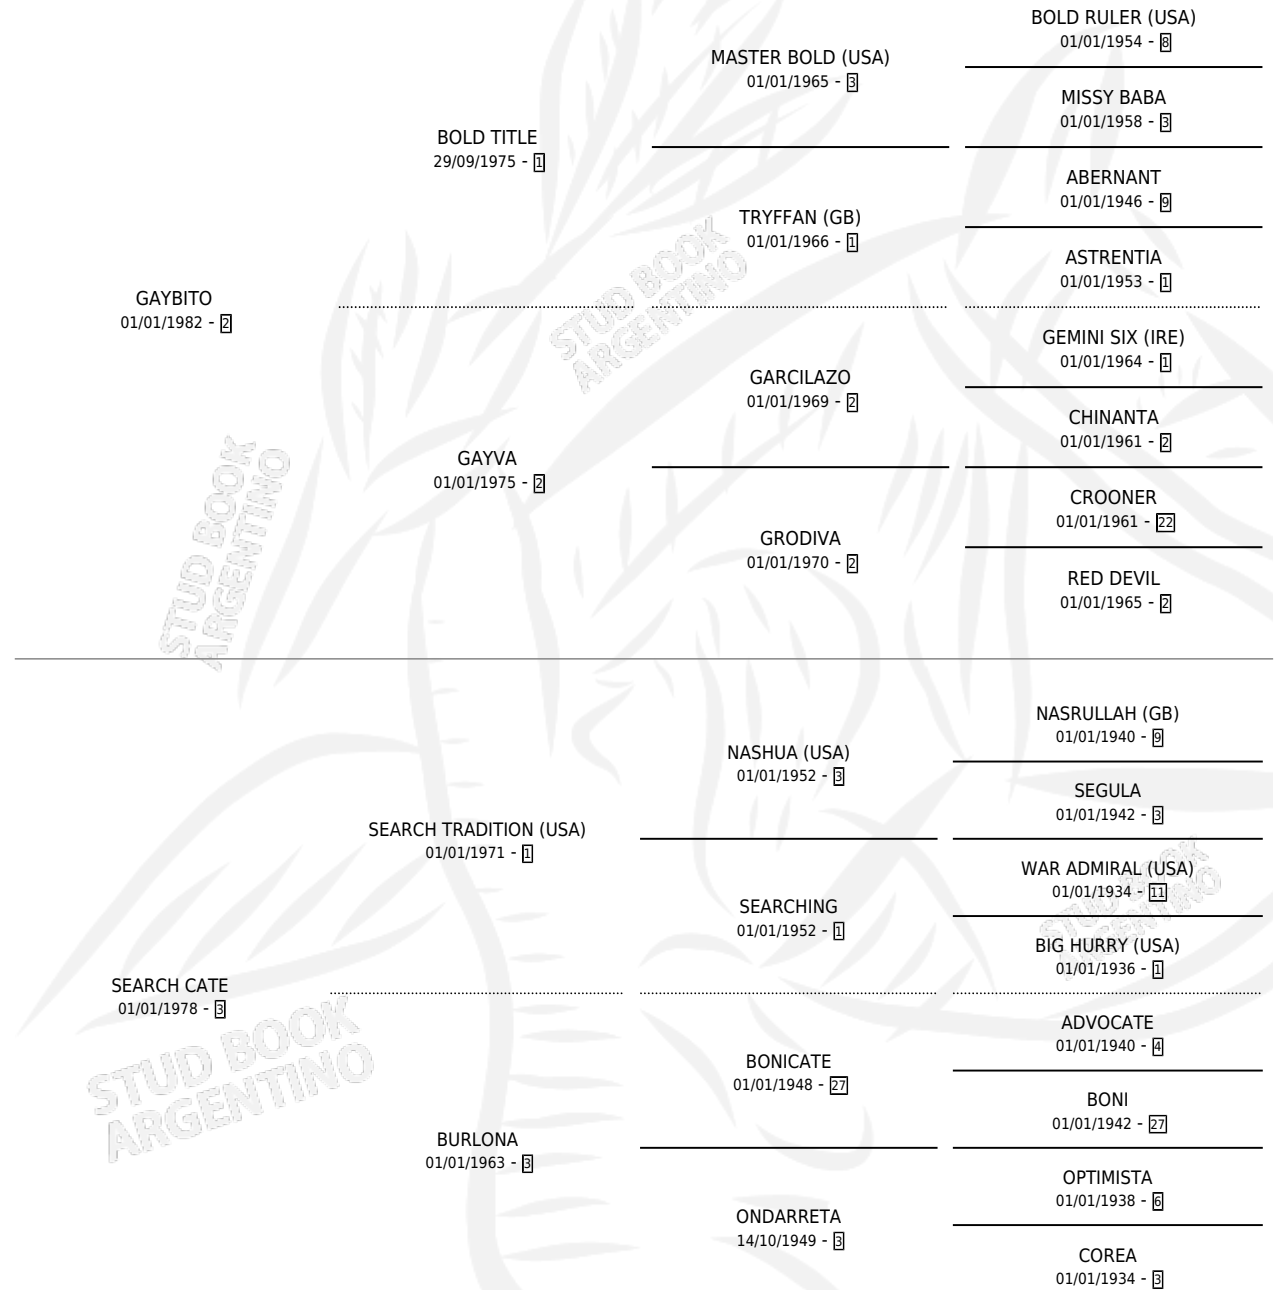 BOLD RULER (USA)
01/01/1954 - 8
MASTER BOLD (USA)
01/01/1965 - 3
MISSY BABA
01/01/1958 - 3
BOLD TITLE
29/09/1975 - 1
ABERNANT
01/01/1946 - 9
TRYFFAN (GB)
01/01/1966 - 1
ASTRENTIA
01/01/1953 - 1
GAYBITO
01/01/1982 - 2
GEMINI SIX (IRE)
01/01/1964 - 1
GARCILAZO
01/01/1969 - 2
CHINANTA
01/01/1961 - 2
GAYVA
01/01/1975 - 2
CROONER
01/01/1961 - 22
GRODIVA
01/01/1970 - 2
RED DEVIL
01/01/1965 - 2
STUD BOOK
ARGENTINO
STUD BOOK
ARGENTINO
NASRULLAH (GB)
01/01/1940 - 9
NASHUA (USA)
01/01/1952 - 3
SEGULA
01/01/1942 - 3
SEARCH TRADITION (USA)
01/01/1971 - 1
WAR ADMIRAL (USA)
01/01/1934 - 11
SEARCHING
01/01/1952 - 1
BIG HURRY (USA)
01/01/1936 - 1
SEARCH CATE
01/01/1978 - 3
ADVOCATE
01/01/1940 - 4
BONICATE
01/01/1948 - 27
BONI
01/01/1942 - 27
BURLONA
01/01/1963 - 3
OPTIMISTA
01/01/1938 - 6
ONDARRETA
14/10/1949 - 3
COREA
01/01/1934 - 3
STUD BOOK
ARGENTINO
STUD BOOK
ARGENTINO